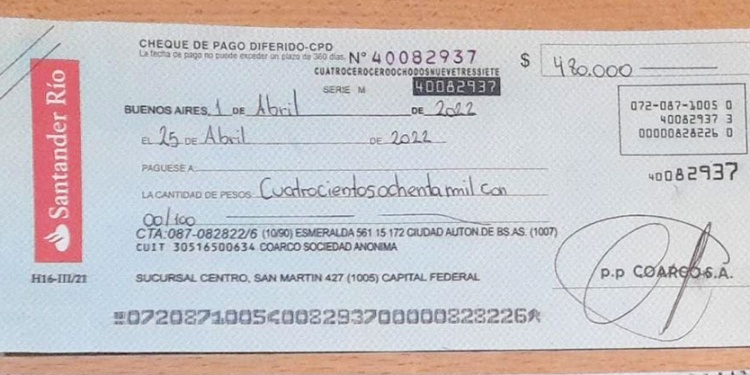 CHEQUE DE PAGO DIFERIDO-CPD
La fecha de pago no puede exceder un plazo de 360 días.
Nº 40082937
CUATROCEROCEROOCHODOSNUEVETRESSIETE
SERIE M 40082937
$ 480.000
BUENOS AIRES, 1 DE Abril DE 2022
EL 25 DE Abril DE 2022
072-087-1005 0
40082937 3
00000828226 0
40082937
PAGUESE A
LA CANTIDAD DE PESOS Cuatrocientos ochenta mil con
00/100
CTA:087-082822/6 (10/90) ESMERALDA 561 15 172 CIUDAD AUTON.DE BS.AS. (1007)
CUIT 30516500634 COARCO SOCIEDAD ANONIMA
SUCURSAL CENTRO, SAN MARTIN 427 (1005) CAPITAL FEDERAL
p.p COARCO S.A.
Santander Río
H16-III/21
07208710054008293700000828226